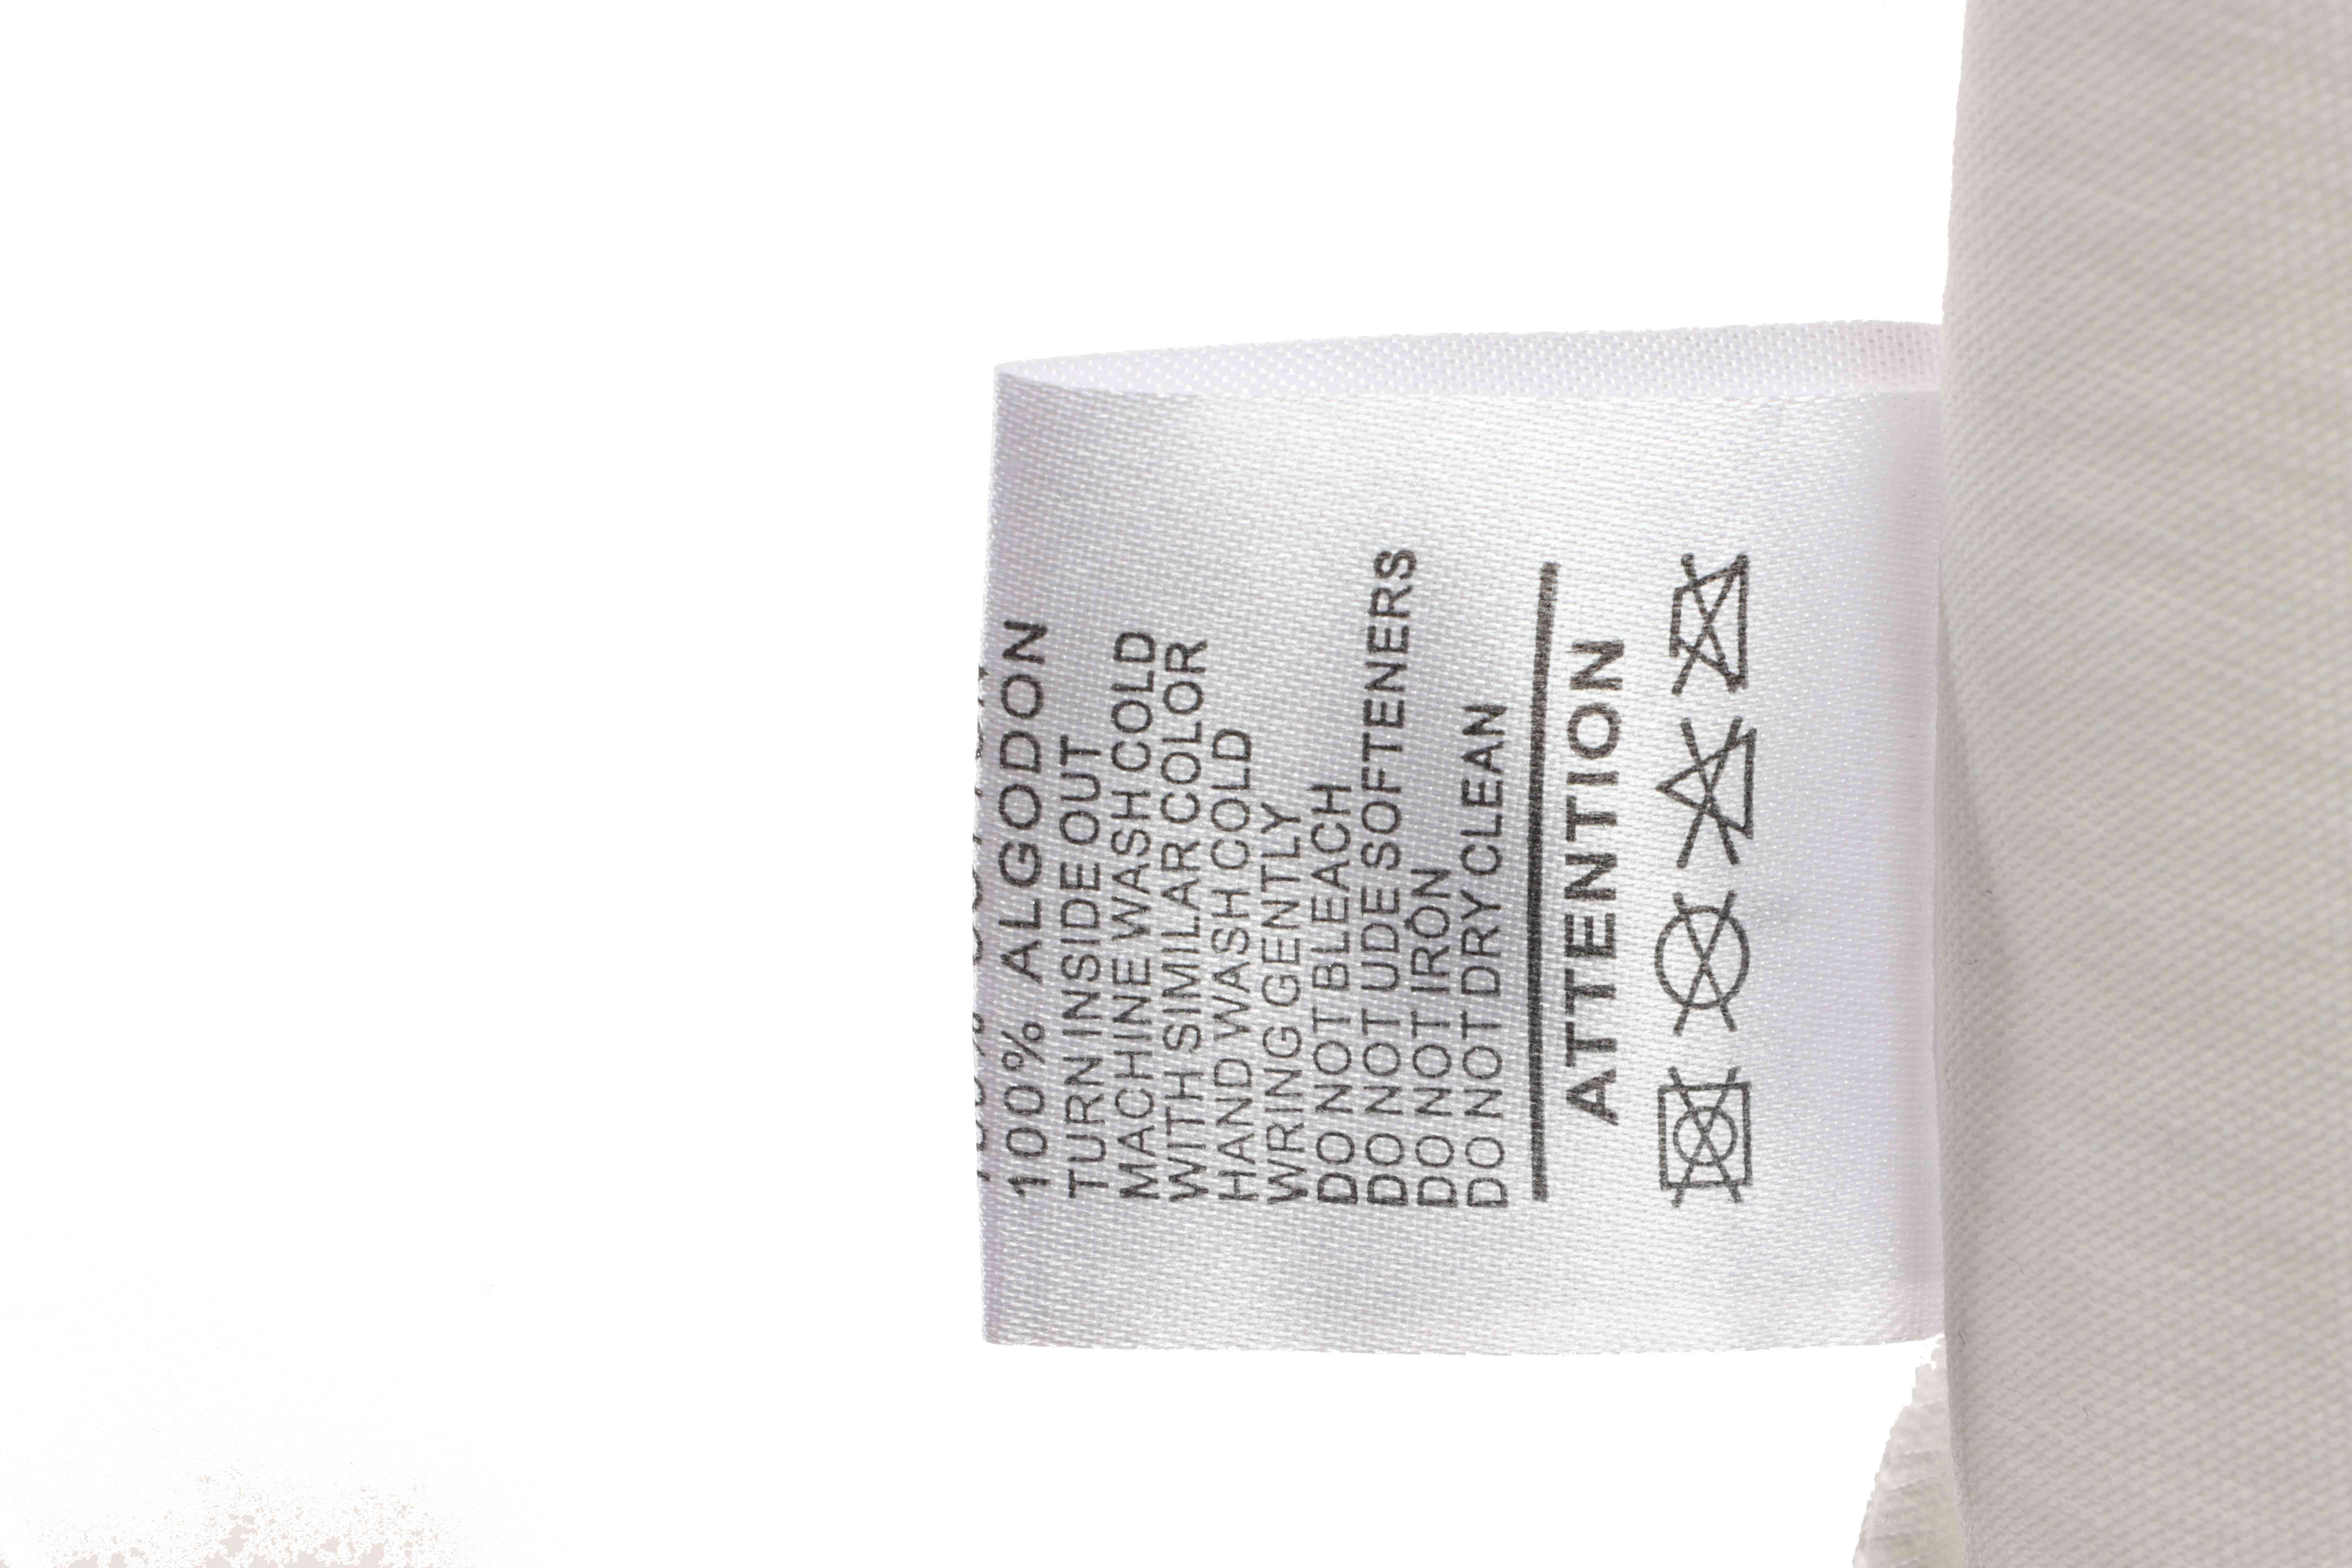 100% ALGODON
TURN INSIDE OUT
MACHINE WASH COLD
WITH SIMILAR COLOR
HAND WASH COLD
WRING GENTLY
DO NOT BLEACH
DO NOT UDE SOFTENERS
DO NOT IRON
DO NOT DRY CLEAN
ATTENTION